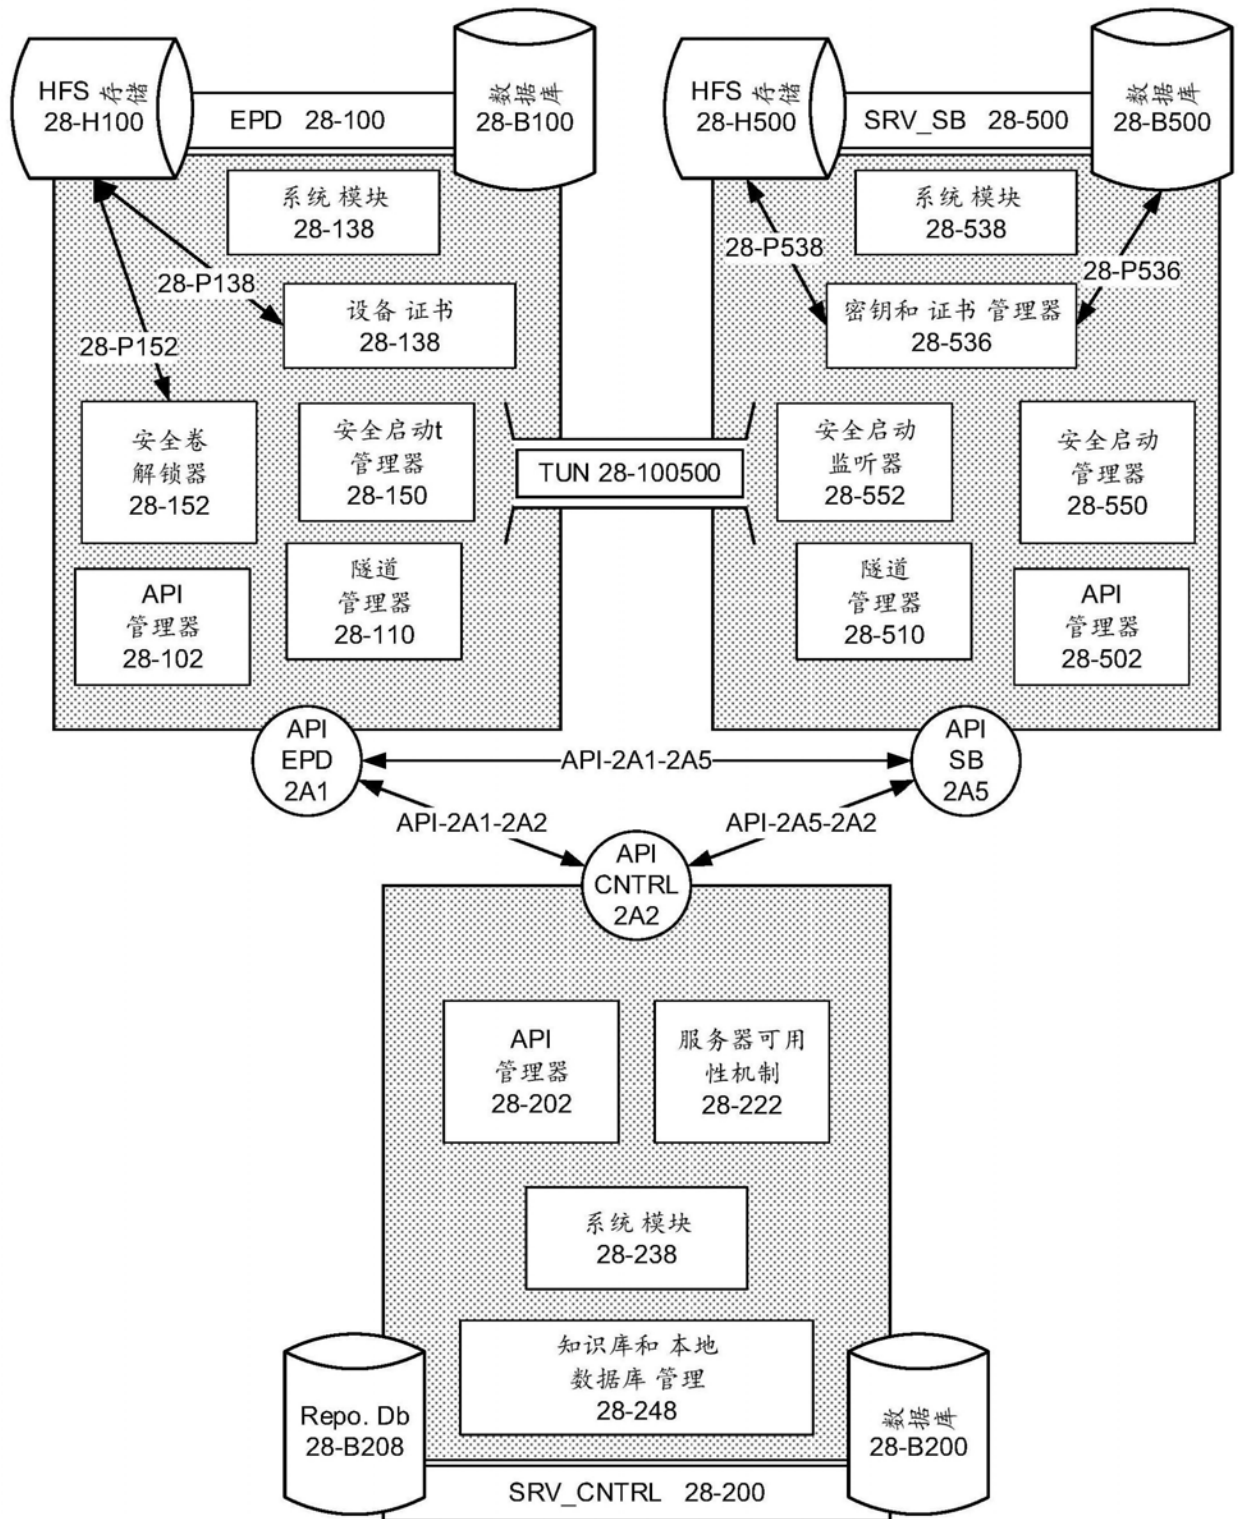 HFS 存储
28-H100
EPD 28-100
数据库
28-B100
系统 模块
28-138
28-P138
设备 证书
28-138
28-P152
安全卷
解锁器
28-152
安全启动t
管理器
28-150
API
管理器
28-102
隧道
管理器
28-110
TUN 28-100500
HFS 存储
28-H500
SRV_SB 28-500
数据库
28-B500
系统 模块
28-538
28-P538
28-P536
密钥和 证书 管理器
28-536
安全启动
监听器
28-552
安全启动
管理器
28-550
隧道
管理器
28-510
API
管理器
28-502
API
EPD
2A1
API-2A1-2A5
API
SB
2A5
API-2A1-2A2
API-2A5-2A2
API
CNTRL
2A2
API
管理器
28-202
服务器可用
性机制
28-222
系统 模块
28-238
知识库和 本地
数据库 管理
28-248
Repo. Db
28-B208
数据库
28-B200
SRV_CNTRL 28-200